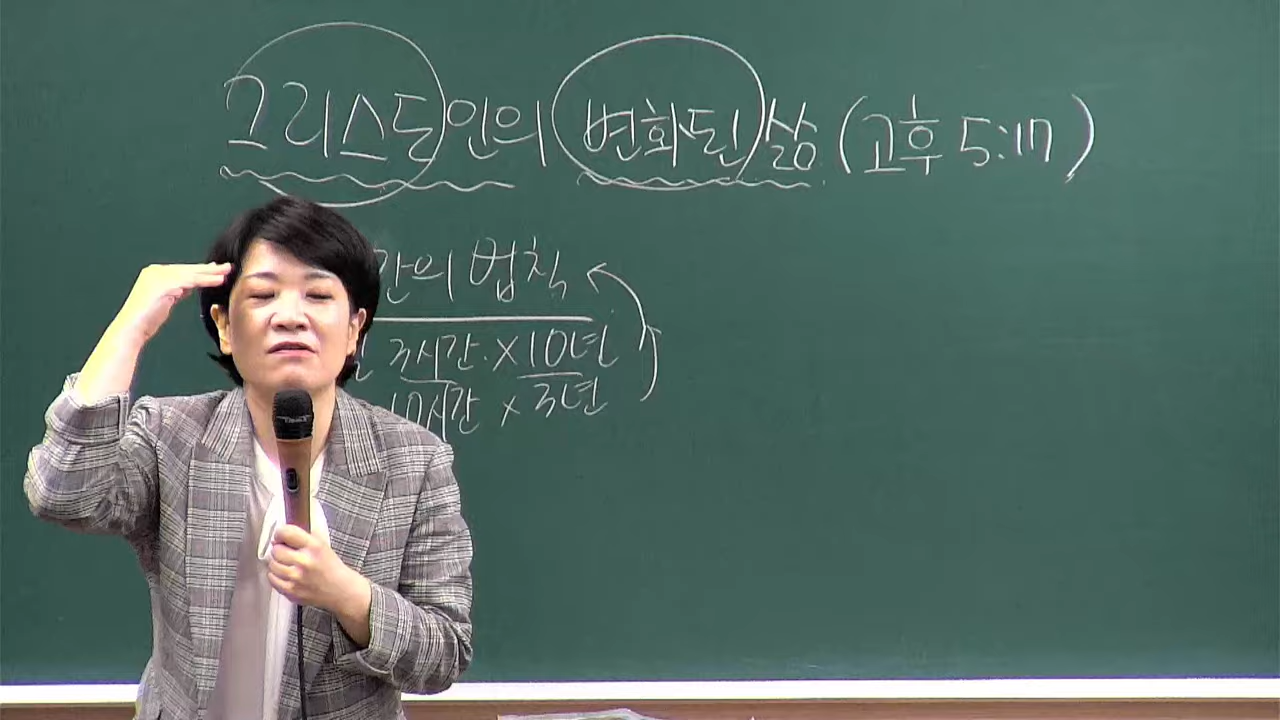 그리스도인의 변화된 삶 (고후 5:17)
간의 법칙
3시간 × 10년
10시간 × 3년